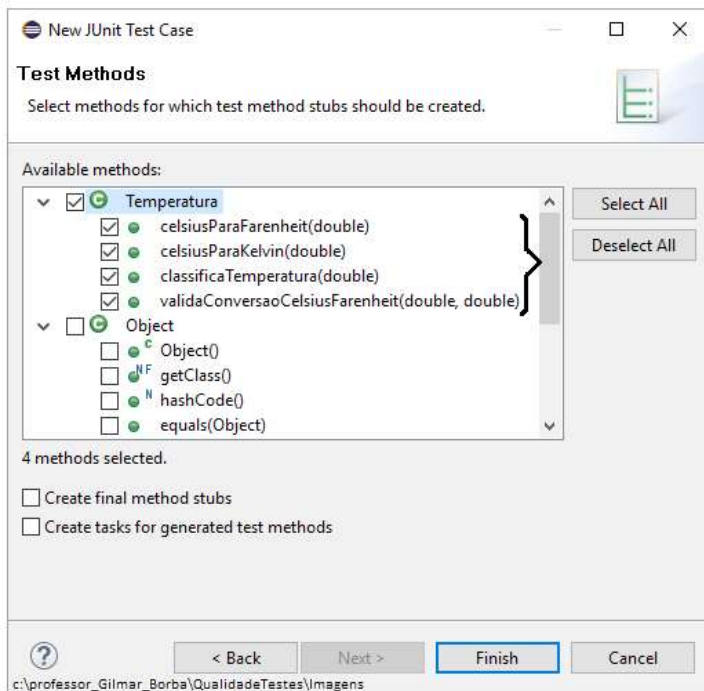 New JUnit Test Case
Test Methods
Select methods for which test method stubs should be created.
Available methods:
Temperatura
celsiusParaFarenheit(double)
celsiusParaKelvin(double)
classificaTemperatura(double)
validaConversaoCelsiusFarenheit(double, double)
Object
C Object()
NF getClass()
N hashCode()
equals(Object)
Select All
Deselect All
4 methods selected.
Create final method stubs
Create tasks for generated test methods
? < Back Next > Finish Cancel
c:\professor_Gilmar_Borba\QualidadeTestes\Imagens